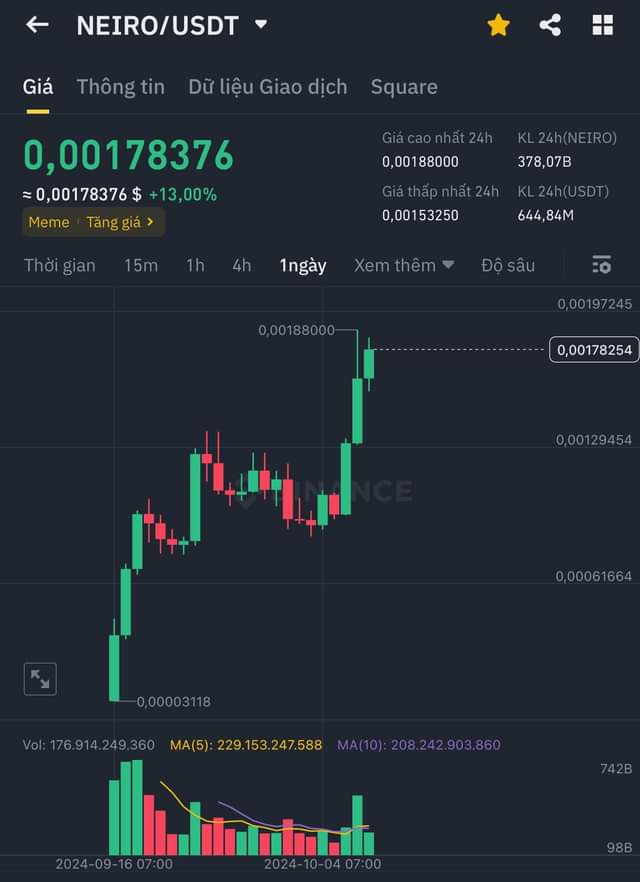 NEIRO/USDT
Giá Thông tin Dữ liệu Giao dịch Square
0,00178376
≈ 0,00178376 $ +13,00%
Meme Tăng giá
Giá cao nhất 24h
0,00188000
KL 24h(NEIRO)
378,07B
Giá thấp nhất 24h
0,00153250
KL 24h(USDT)
644,84M
Thời gian 15m 1h 4h 1ngày Xem thêm Độ sâu
0,00197245
0,00188000
0,00178254
0,00129454
BINANCE
0,00061664
0,00003118
Vol: 176.914.249.360 MA(5): 229.153.247.588 MA(10): 208.242.903.860
742B
98B
2024-09-16 07:00 2024-10-04 07:00